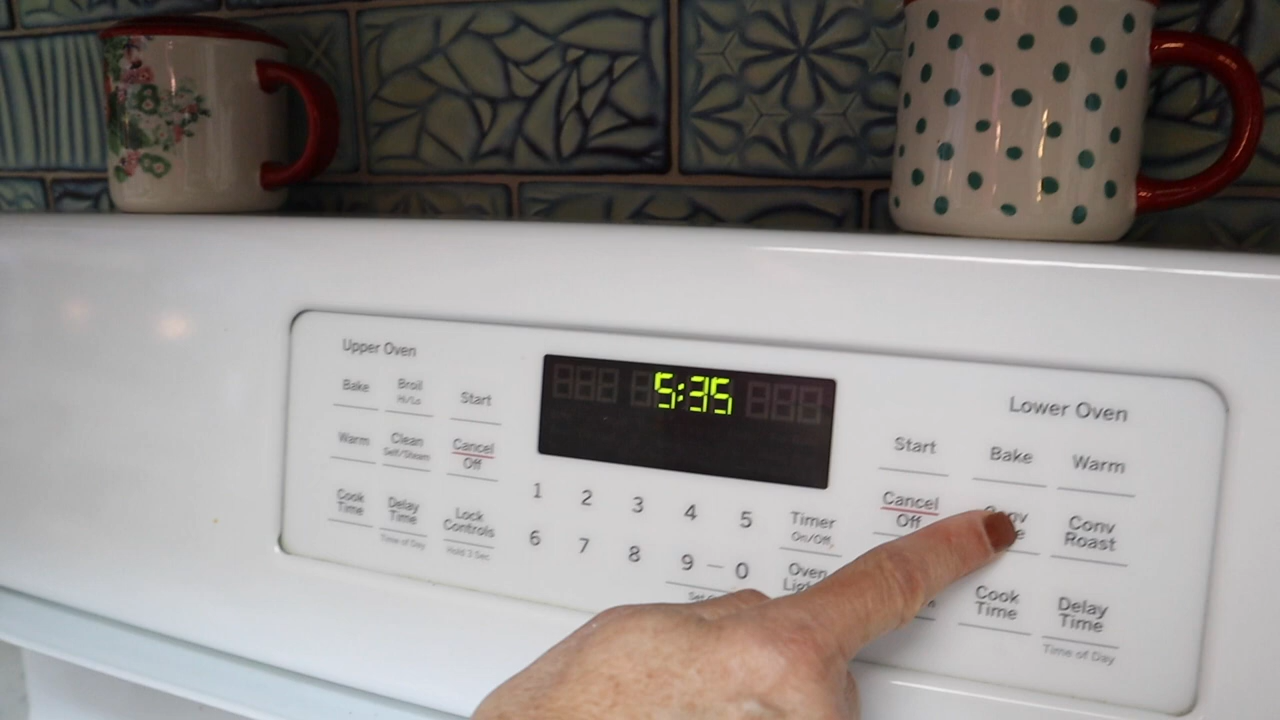 Upper Oven
Bake
Broil
Hi/Lo
Start
Warm
Clean
Self/Steam
Cancel
Off
Cook
Time
Delay
Time
Time of Day
Lock
Controls
Hold 3 Sec
5:35
1 2 3 4 5
6 7 8 9 — 0
Timer
On/Off
Oven
Lower Oven
Start
Bake
Warm
Cancel
Off
Conv
Roast
Cook
Time
Delay
Time
Time of Day